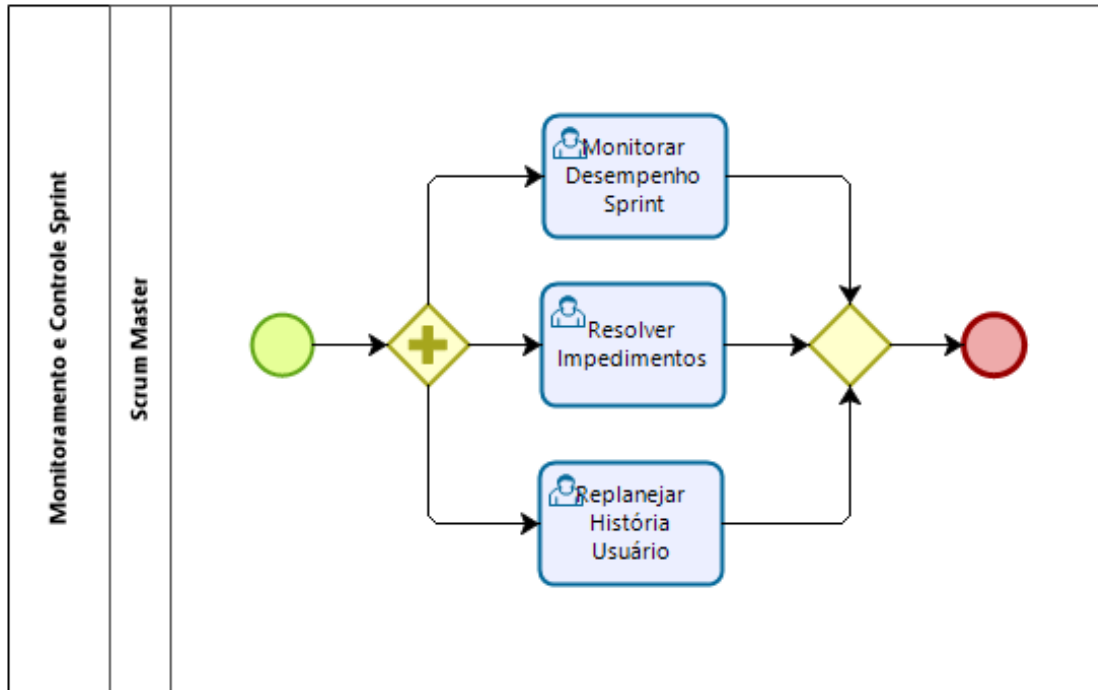 Monitoramento e Controle Sprint
Scrum Master
Monitorar
Desempenho
Sprint
Resolver
Impedimentos
Replanejar
História
Usuário